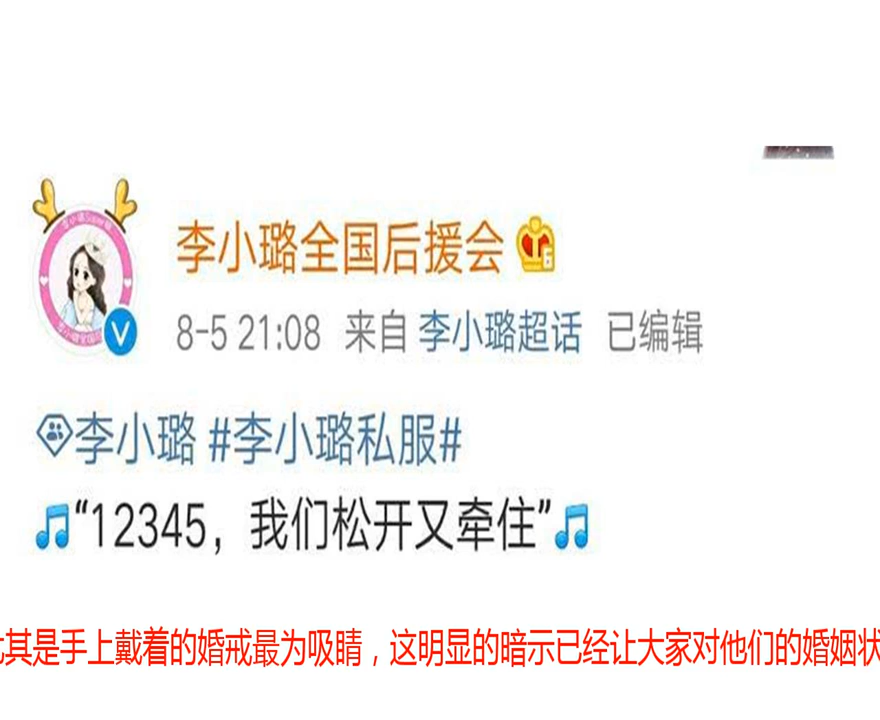 李小璐全国后援会
8-5 21:08 来自 李小璐超话 已编辑
李小璐 #李小璐私服#
“12345，我们松开又牵住”
其是手上戴着的婚戒最为吸睛，这明显的暗示已经让大家对他们的婚姻状